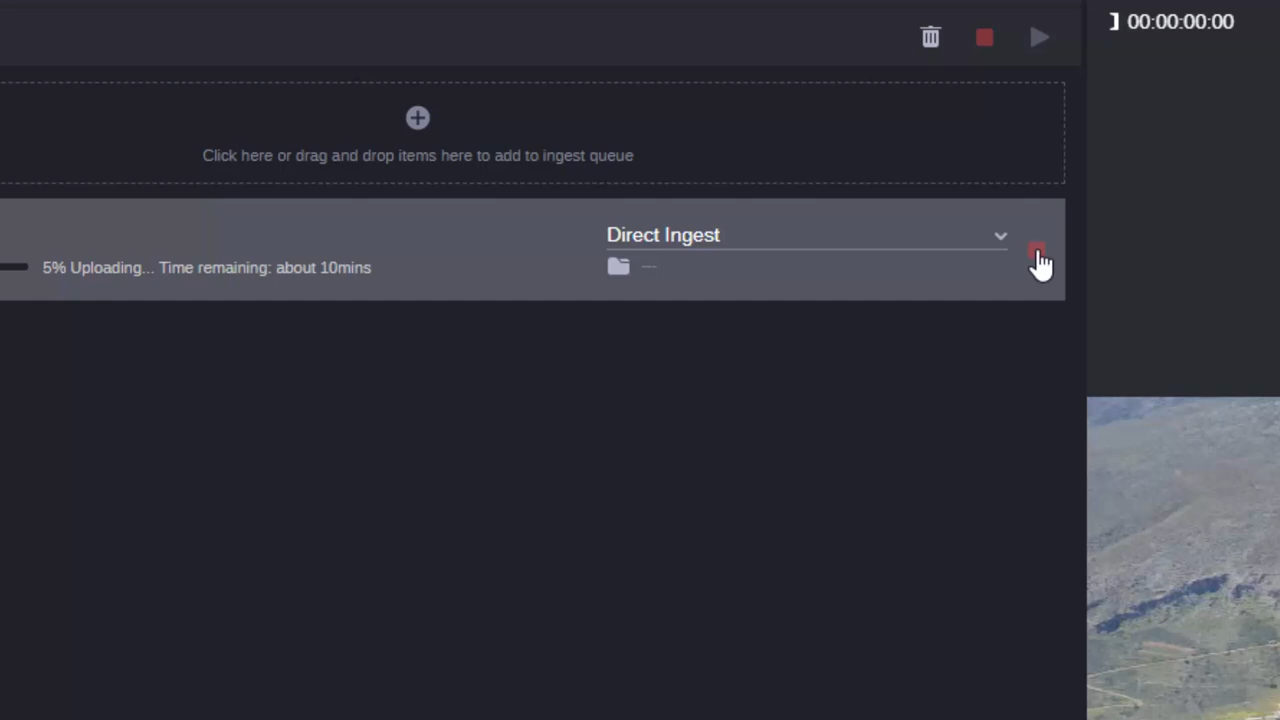 00:00:00:00
Click here or drag and drop items here to add to ingest queue
Direct Ingest
5% Uploading... Time remaining: about 10mins